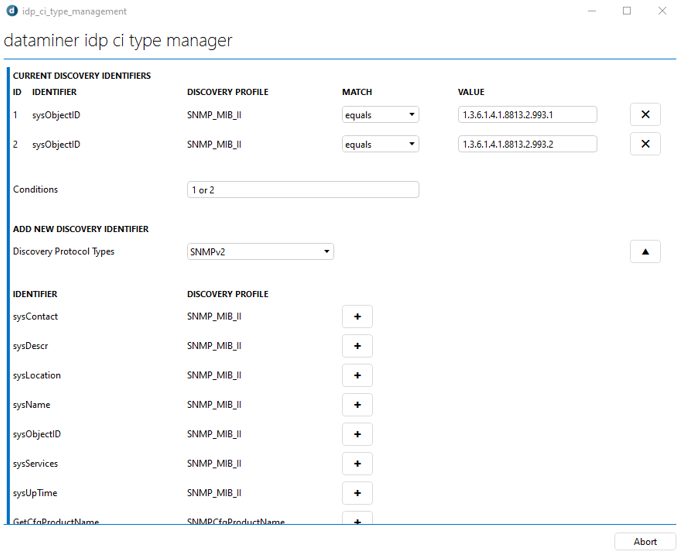 idp_ci_type_management
dataminer idp ci type manager
CURRENT DISCOVERY IDENTIFIERS
ID IDENTIFIER DISCOVERY PROFILE MATCH VALUE
1 sysObjectID SNMP_MIB_II equals 1.3.6.1.4.1.8813.2.993.1
2 sysObjectID SNMP_MIB_II equals 1.3.6.1.4.1.8813.2.993.2
Conditions 1 or 2
ADD NEW DISCOVERY IDENTIFIER
Discovery Protocol Types SNMPv2
IDENTIFIER DISCOVERY PROFILE
sysContact SNMP_MIB_II
sysDescr SNMP_MIB_II
sysLocation SNMP_MIB_II
sysName SNMP_MIB_II
sysObjectID SNMP_MIB_II
sysServices SNMP_MIB_II
sysUpTime SNMP_MIB_II
GetCfgProductName SNMPCfgProductName
Abort